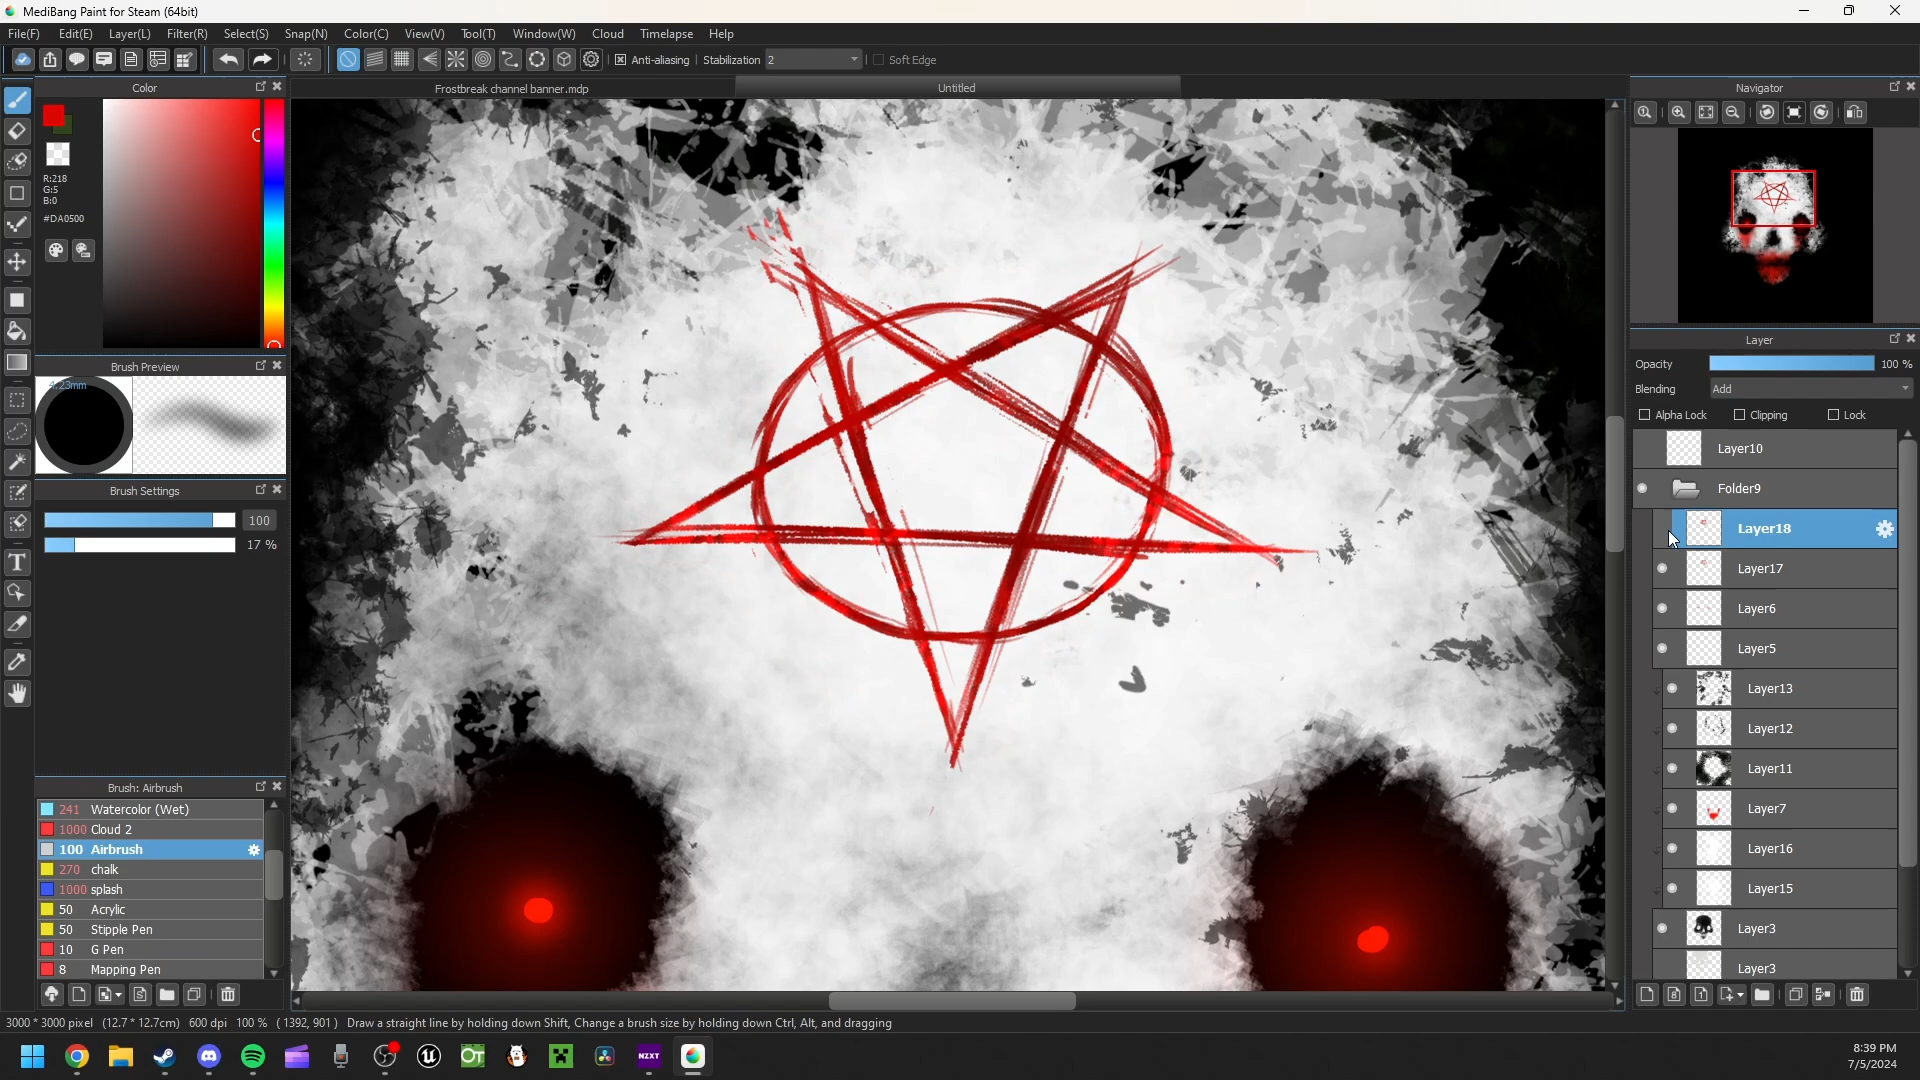 MediBang Paint for Steam (64bit)
File(F) Edit(E) Layer(L) Filter(R) Select(S) Snap(N) Color(C) View(V) Tool(T) Window(W) Cloud Timelapse Help
Anti-aliasing Stabilization 2 Soft Edge
Color
Frostbreak channel banner.mdp
Untitled
Navigator
R:218
G:5
B:0
#DA0500
Layer
Opacity 100 %
Blending Add
Alpha Lock Clipping Lock
Brush Preview
4.23mm
Brush Settings
100
17 %
Layer10
Folder9
Layer18
Layer17
Layer6
Layer5
Layer13
Layer12
Layer11
Layer7
Layer16
Layer15
Layer3
Layer3
Brush: Airbrush
241 Watercolor (Wet)
1000 Cloud 2
100 Airbrush
270 chalk
1000 splash
50 Acrylic
50 Stipple Pen
10 G Pen
8 Mapping Pen
3000 * 3000 pixel (12.7 * 12.7cm) 600 dpi 100 % ( 1392, 901 ) Draw a straight line by holding down Shift, Change a brush size by holding down Ctrl, Alt, and dragging
OT
NZXT
8:39 PM
7/5/2024